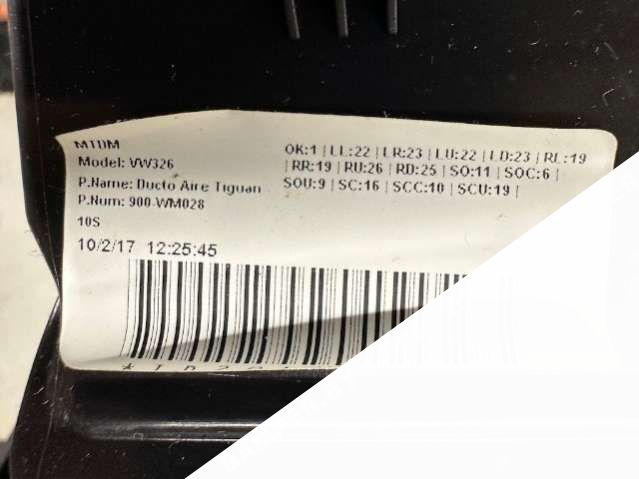 MTDM
Model: VW326
P.Name: Ducto Aire Tiguan
P.Num: 900-WM028
10S
10/2/17 12:25:45
OK:1 | LL:22 | LR:23 | LU:22 | LD:23 | RL:19
| RR:19 | RU:26 | RD:25 | SO:11 | SOC:6 |
SOU:9 | SC:16 | SCC:10 | SCU:19 |